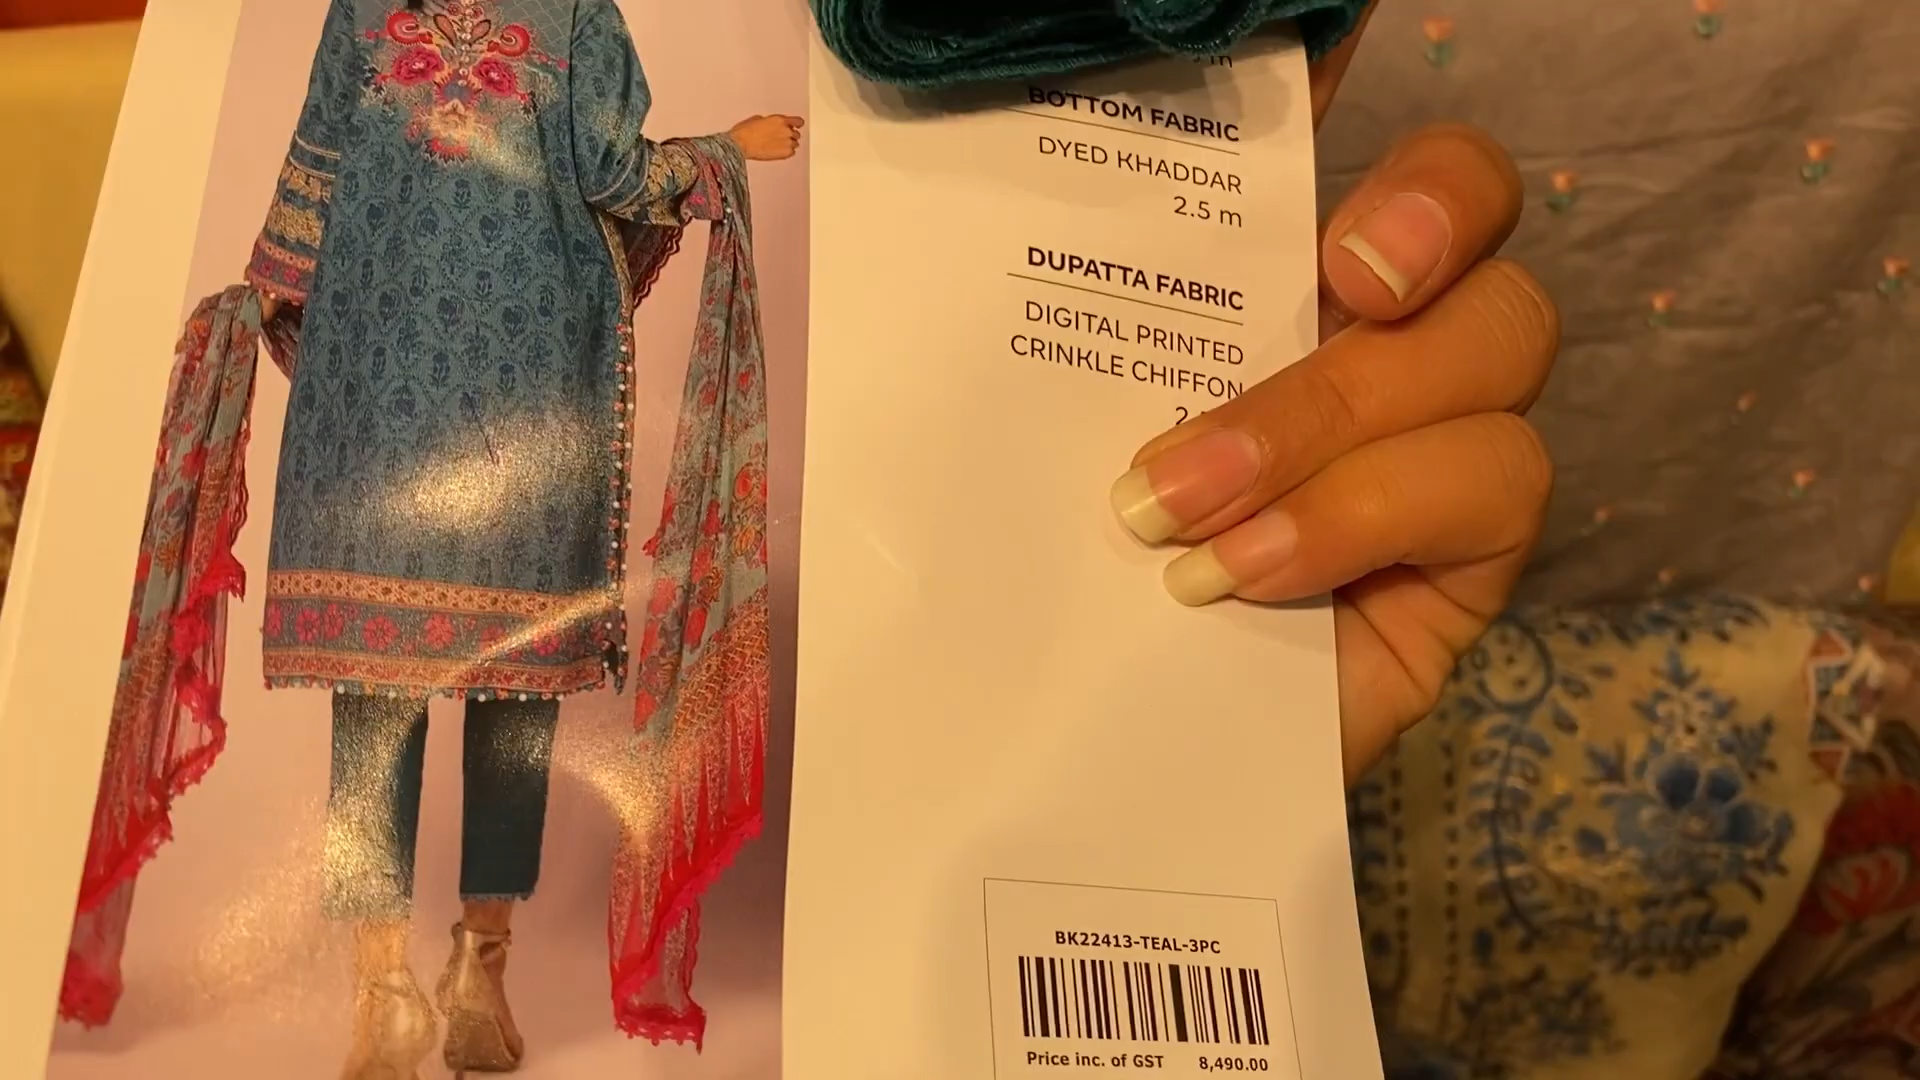 BOTTOM FABRIC
DYED KHADDAR
2.5 m
DUPATTA FABRIC
DIGITAL PRINTED
CRINKLE CHIFFON
BK22413-TEAL-3PC
Price inc. of GST 8,490.00